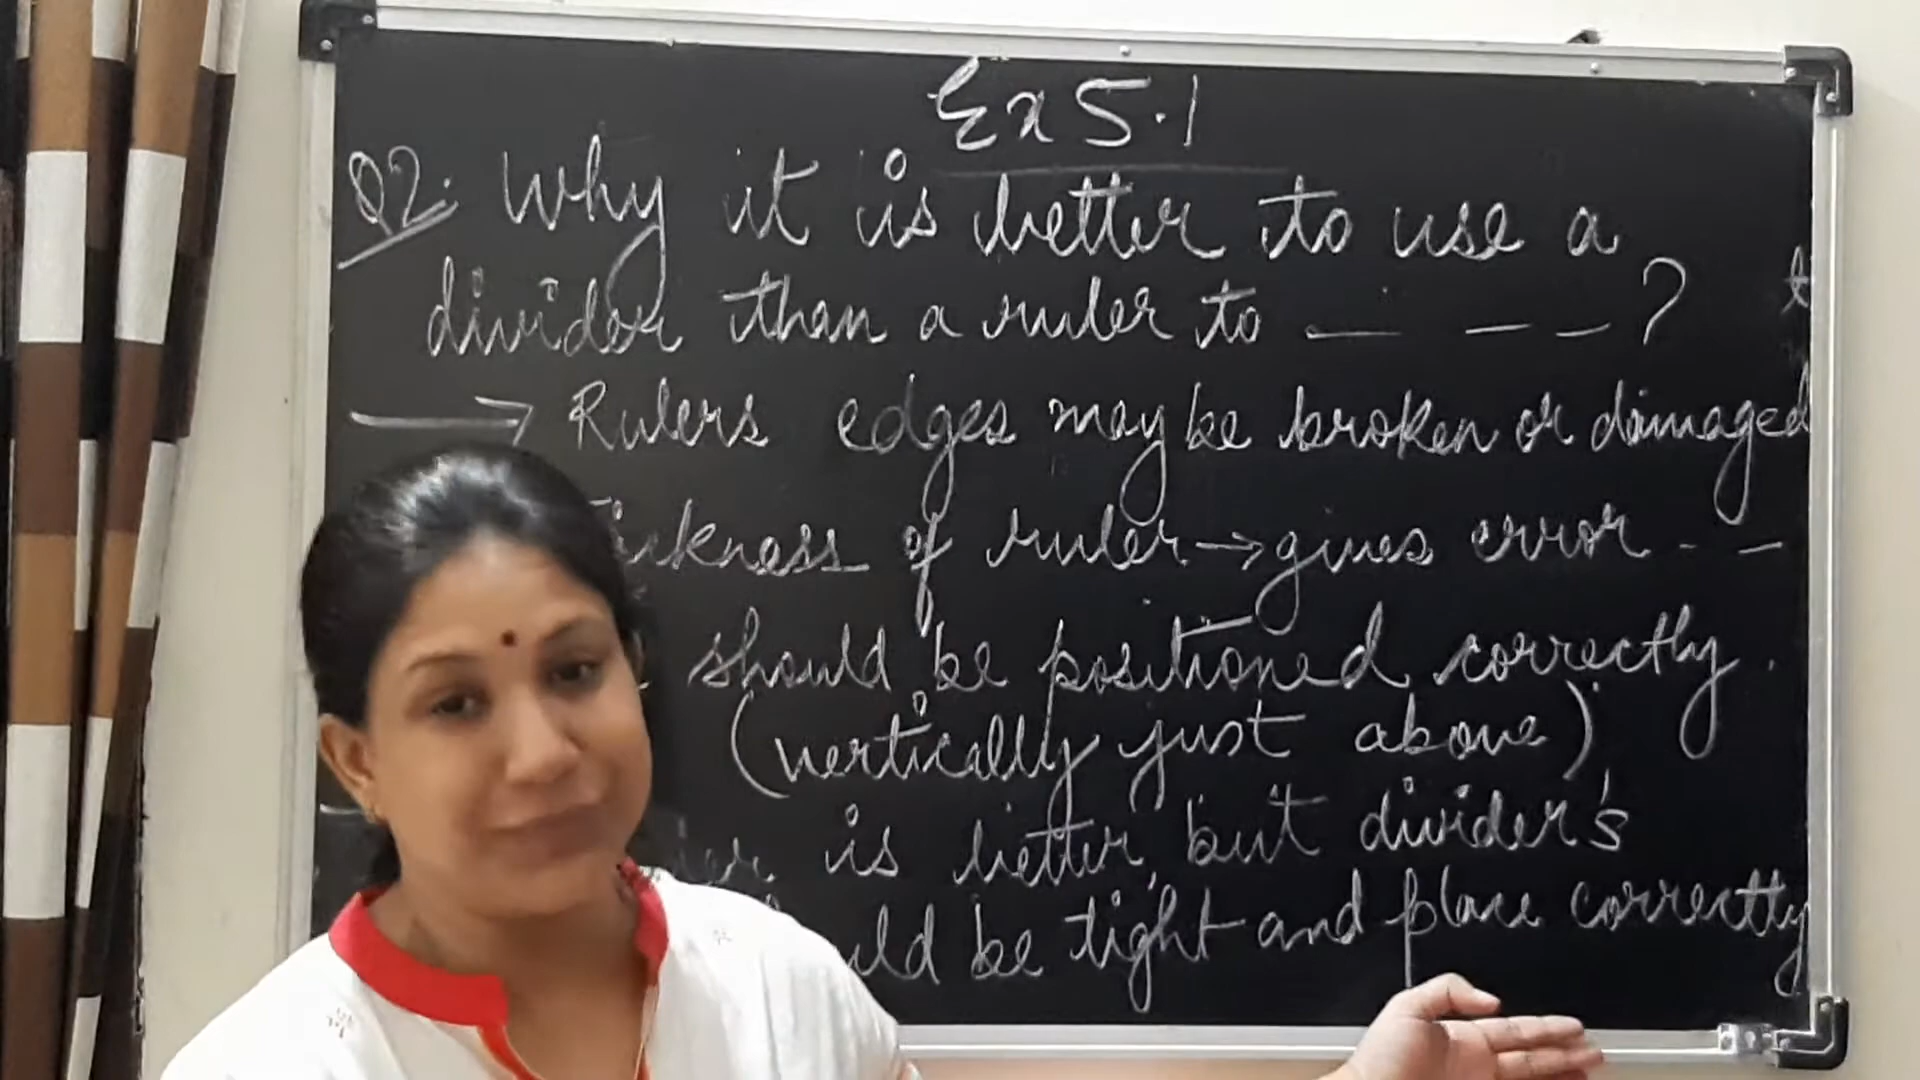 Ex 5.1
Q2. Why it is better to use a
divider than a ruler to — — — ?
→ Rulers edges may be broken or damaged
ickness of ruler → gives error - -
should be positioned correctly.
(vertically just above)
is better, but divider's
uld be tight and place correctly